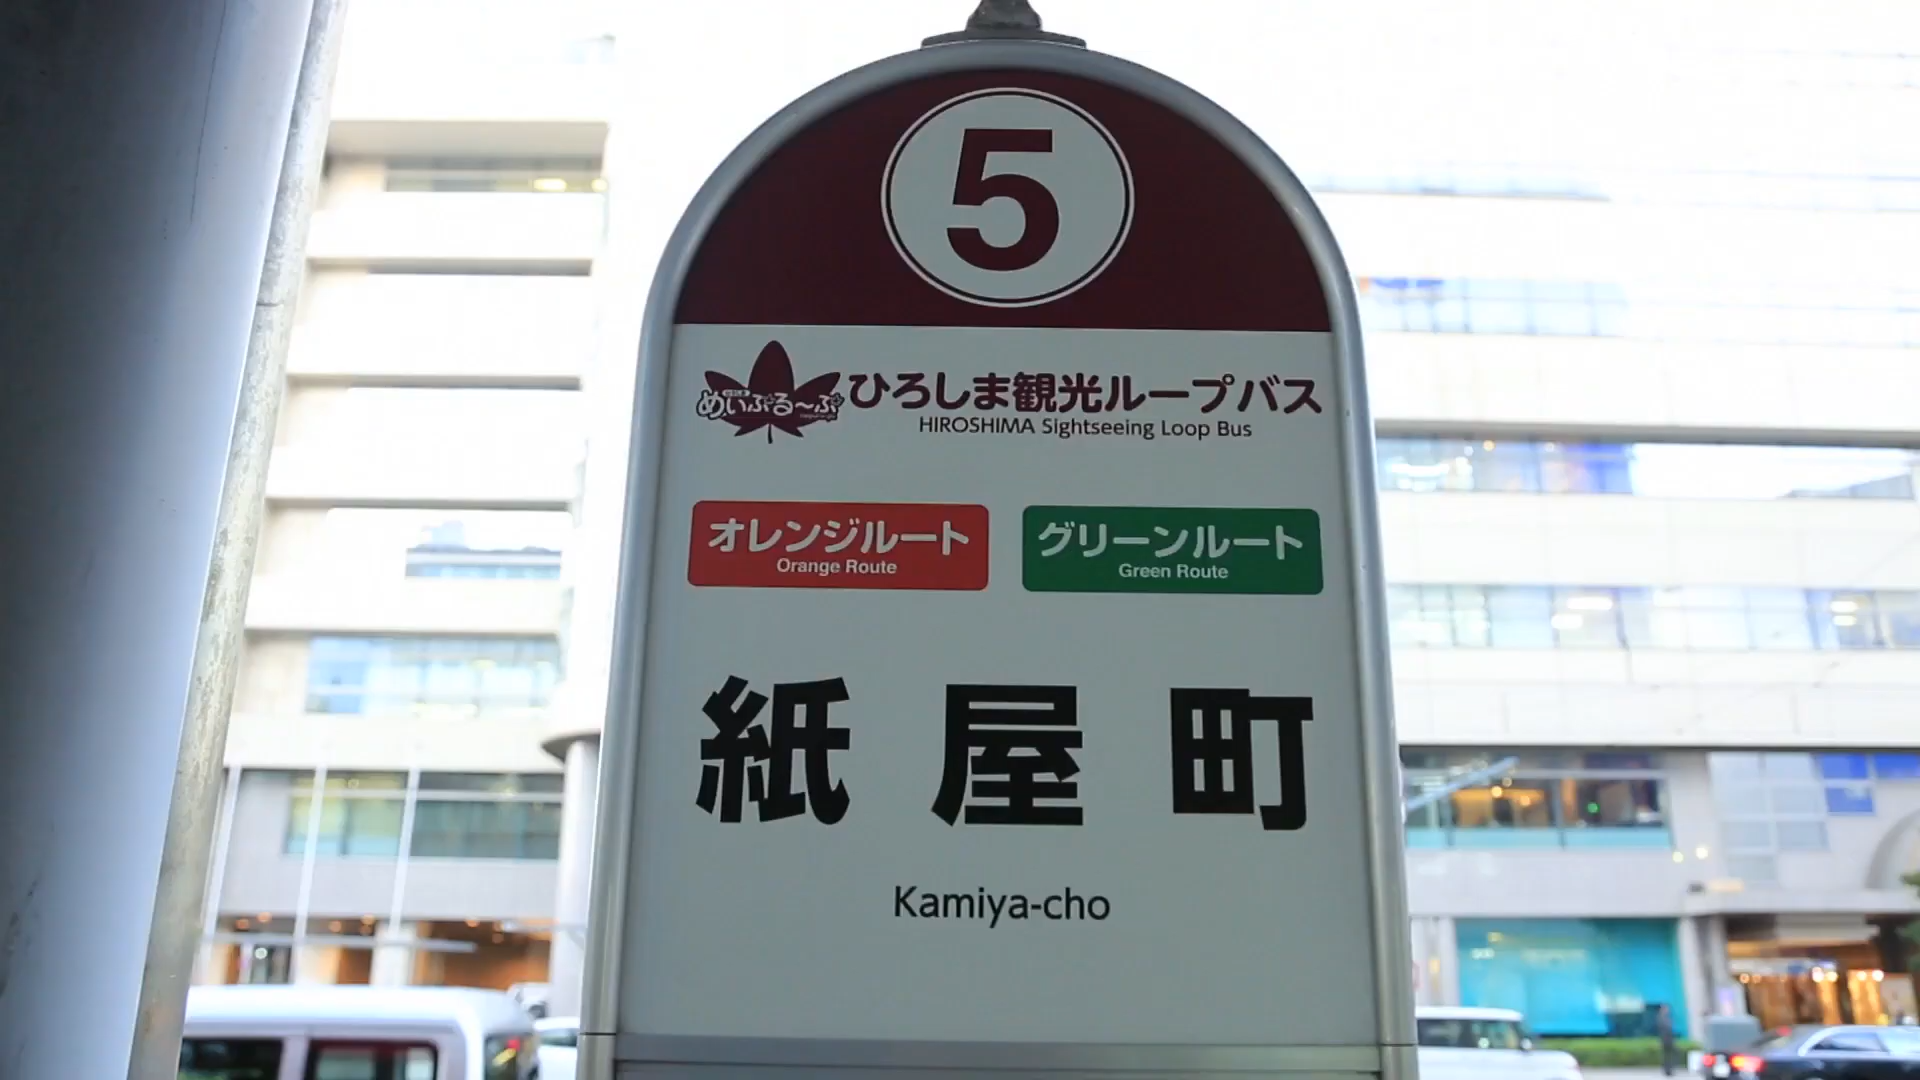 5
めいぷる～ぷ
ひろしま観光ループバス
HIROSHIMA Sightseeing Loop Bus
オレンジルート
Orange Route
グリーンルート
Green Route
紙屋町
Kamiya-cho